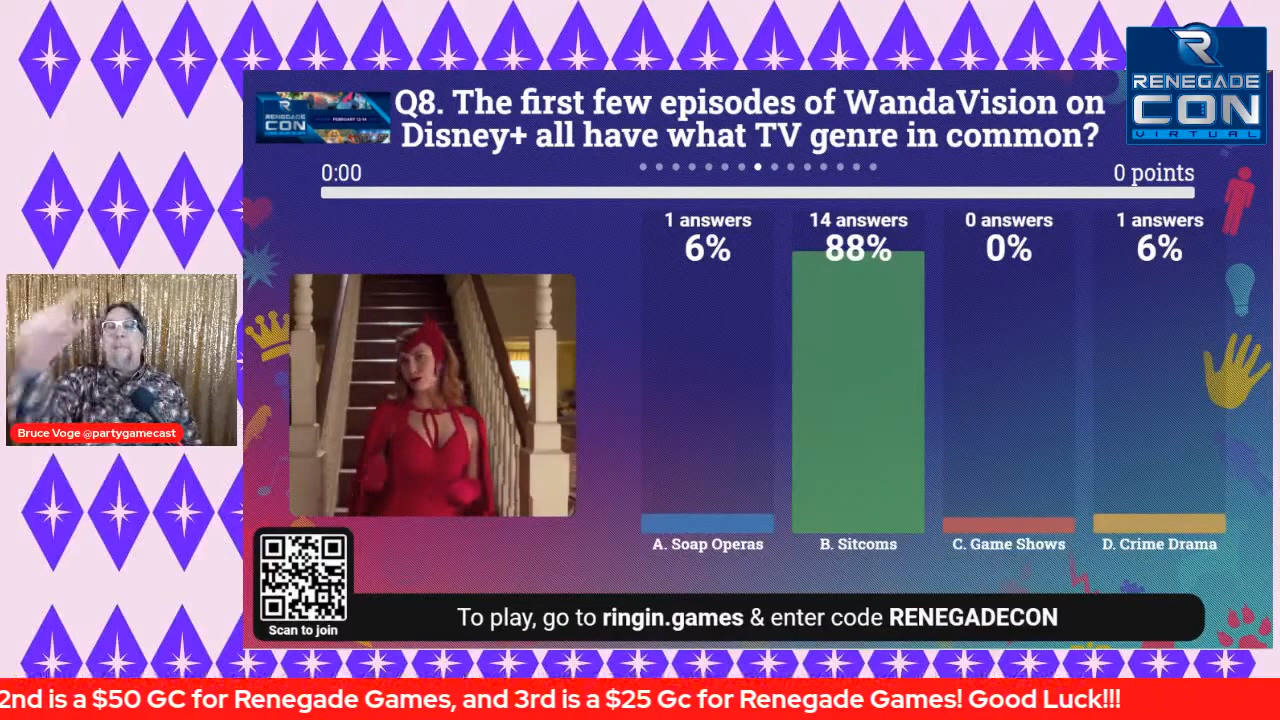 RENEGADE
CON
VIRTUAL
CON
Q8. The first few episodes of WandaVision on
Disney+ all have what TV genre in common?
0:00
0 points
1 answers
6%
14 answers
88%
0 answers
0%
1 answers
6%
A. Soap Operas
B. Sitcoms
C. Game Shows
D. Crime Drama
Bruce Voge @partygamecast
Scan to join
To play, go to ringin.games & enter code RENEGADECON
2nd is a $50 GC for Renegade Games, and 3rd is a $25 Gc for Renegade Games! Good Luck!!!